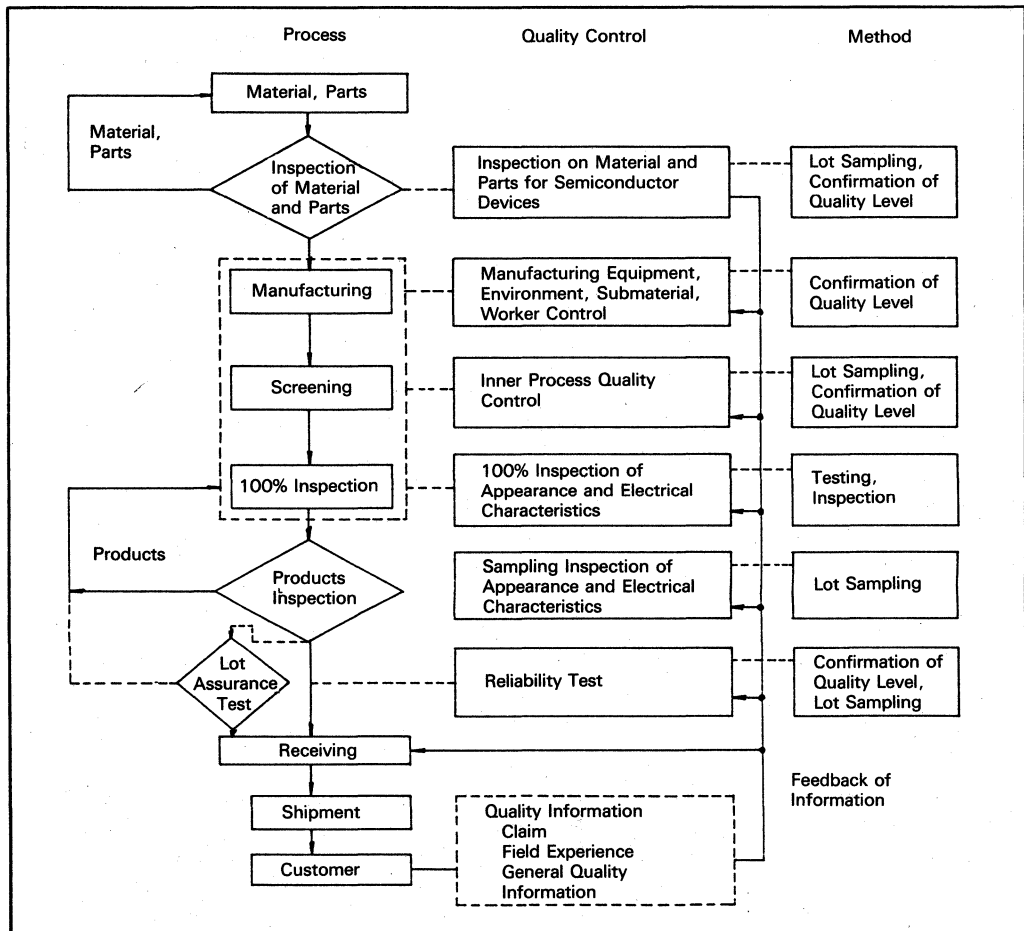 Process
Quality Control
Method
Material, Parts
Material,
Parts
Inspection
of Material
and Parts
Inspection on Material and
Parts for Semiconductor
Devices
Lot Sampling,
Confirmation of
Quality Level
Manufacturing
Manufacturing Equipment,
Environment, Submaterial,
Worker Control
Confirmation of
Quality Level
Screening
Inner Process Quality
Control
Lot Sampling,
Confirmation of
Quality Level
100% Inspection
100% Inspection of
Appearance and Electrical
Characteristics
Testing,
Inspection
Products
Products
Inspection
Sampling Inspection of
Appearance and Electrical
Characteristics
Lot Sampling
Lot
Assurance
Test
Reliability Test
Confirmation of
Quality Level,
Lot Sampling
Receiving
Feedback of
Information
Shipment
Quality Information
Claim
Field Experience
General Quality
Information
Customer